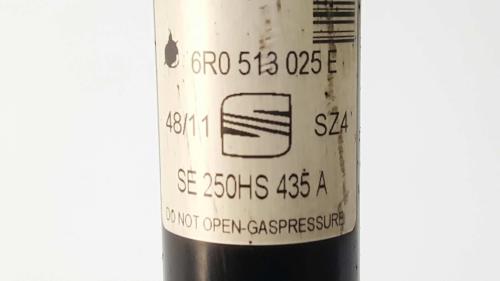 6R0 513 025 E
48/11 SZ4
SE 250HS 435 A
DO NOT OPEN-GASPRESSURE